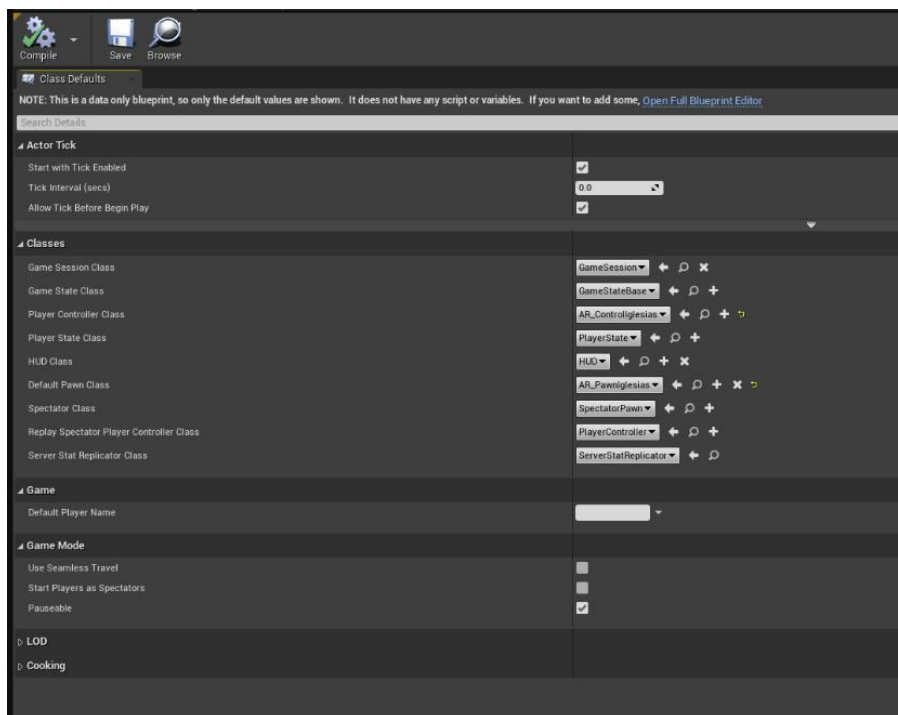 Compile
Save
Browse
Class Defaults
NOTE: This is a data only blueprint, so only the default values are shown. It does not have any script or variables. If you want to add some, Open Full Blueprint Editor
Search Details
Actor Tick
Start with Tick Enabled
Tick Interval (secs) 0.0
Allow Tick Before Begin Play
Classes
Game Session Class GameSession
Game State Class GameStateBase
Player Controller Class AR_ControlIglesias
Player State Class PlayerState
HUD Class HUD
Default Pawn Class AR_PawnIglesias
Spectator Class SpectatorPawn
Replay Spectator Player Controller Class PlayerController
Server Stat Replicator Class ServerStatReplicator
Game
Default Player Name
Game Mode
Use Seamless Travel
Start Players as Spectators
Pauseable
LOD
Cooking